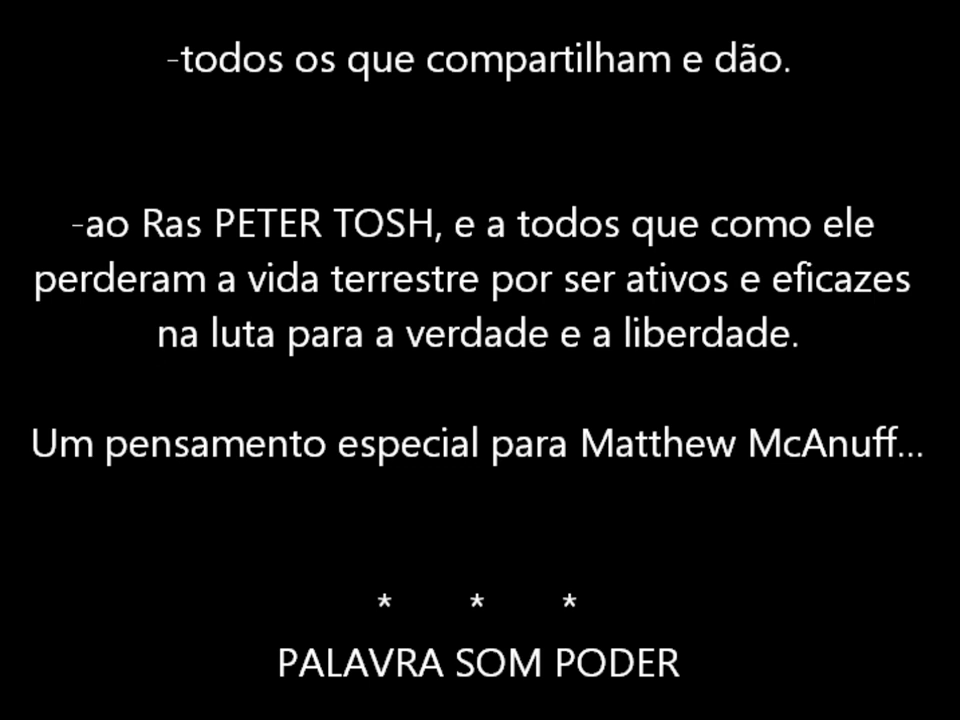 -todos os que compartilham e dão.
-ao Ras PETER TOSH, e a todos que como ele
perderam a vida terrestre por ser ativos e eficazes
na luta para a verdade e a liberdade.
Um pensamento especial para Matthew McAnuff...
* * *
PALAVRA SOM PODER